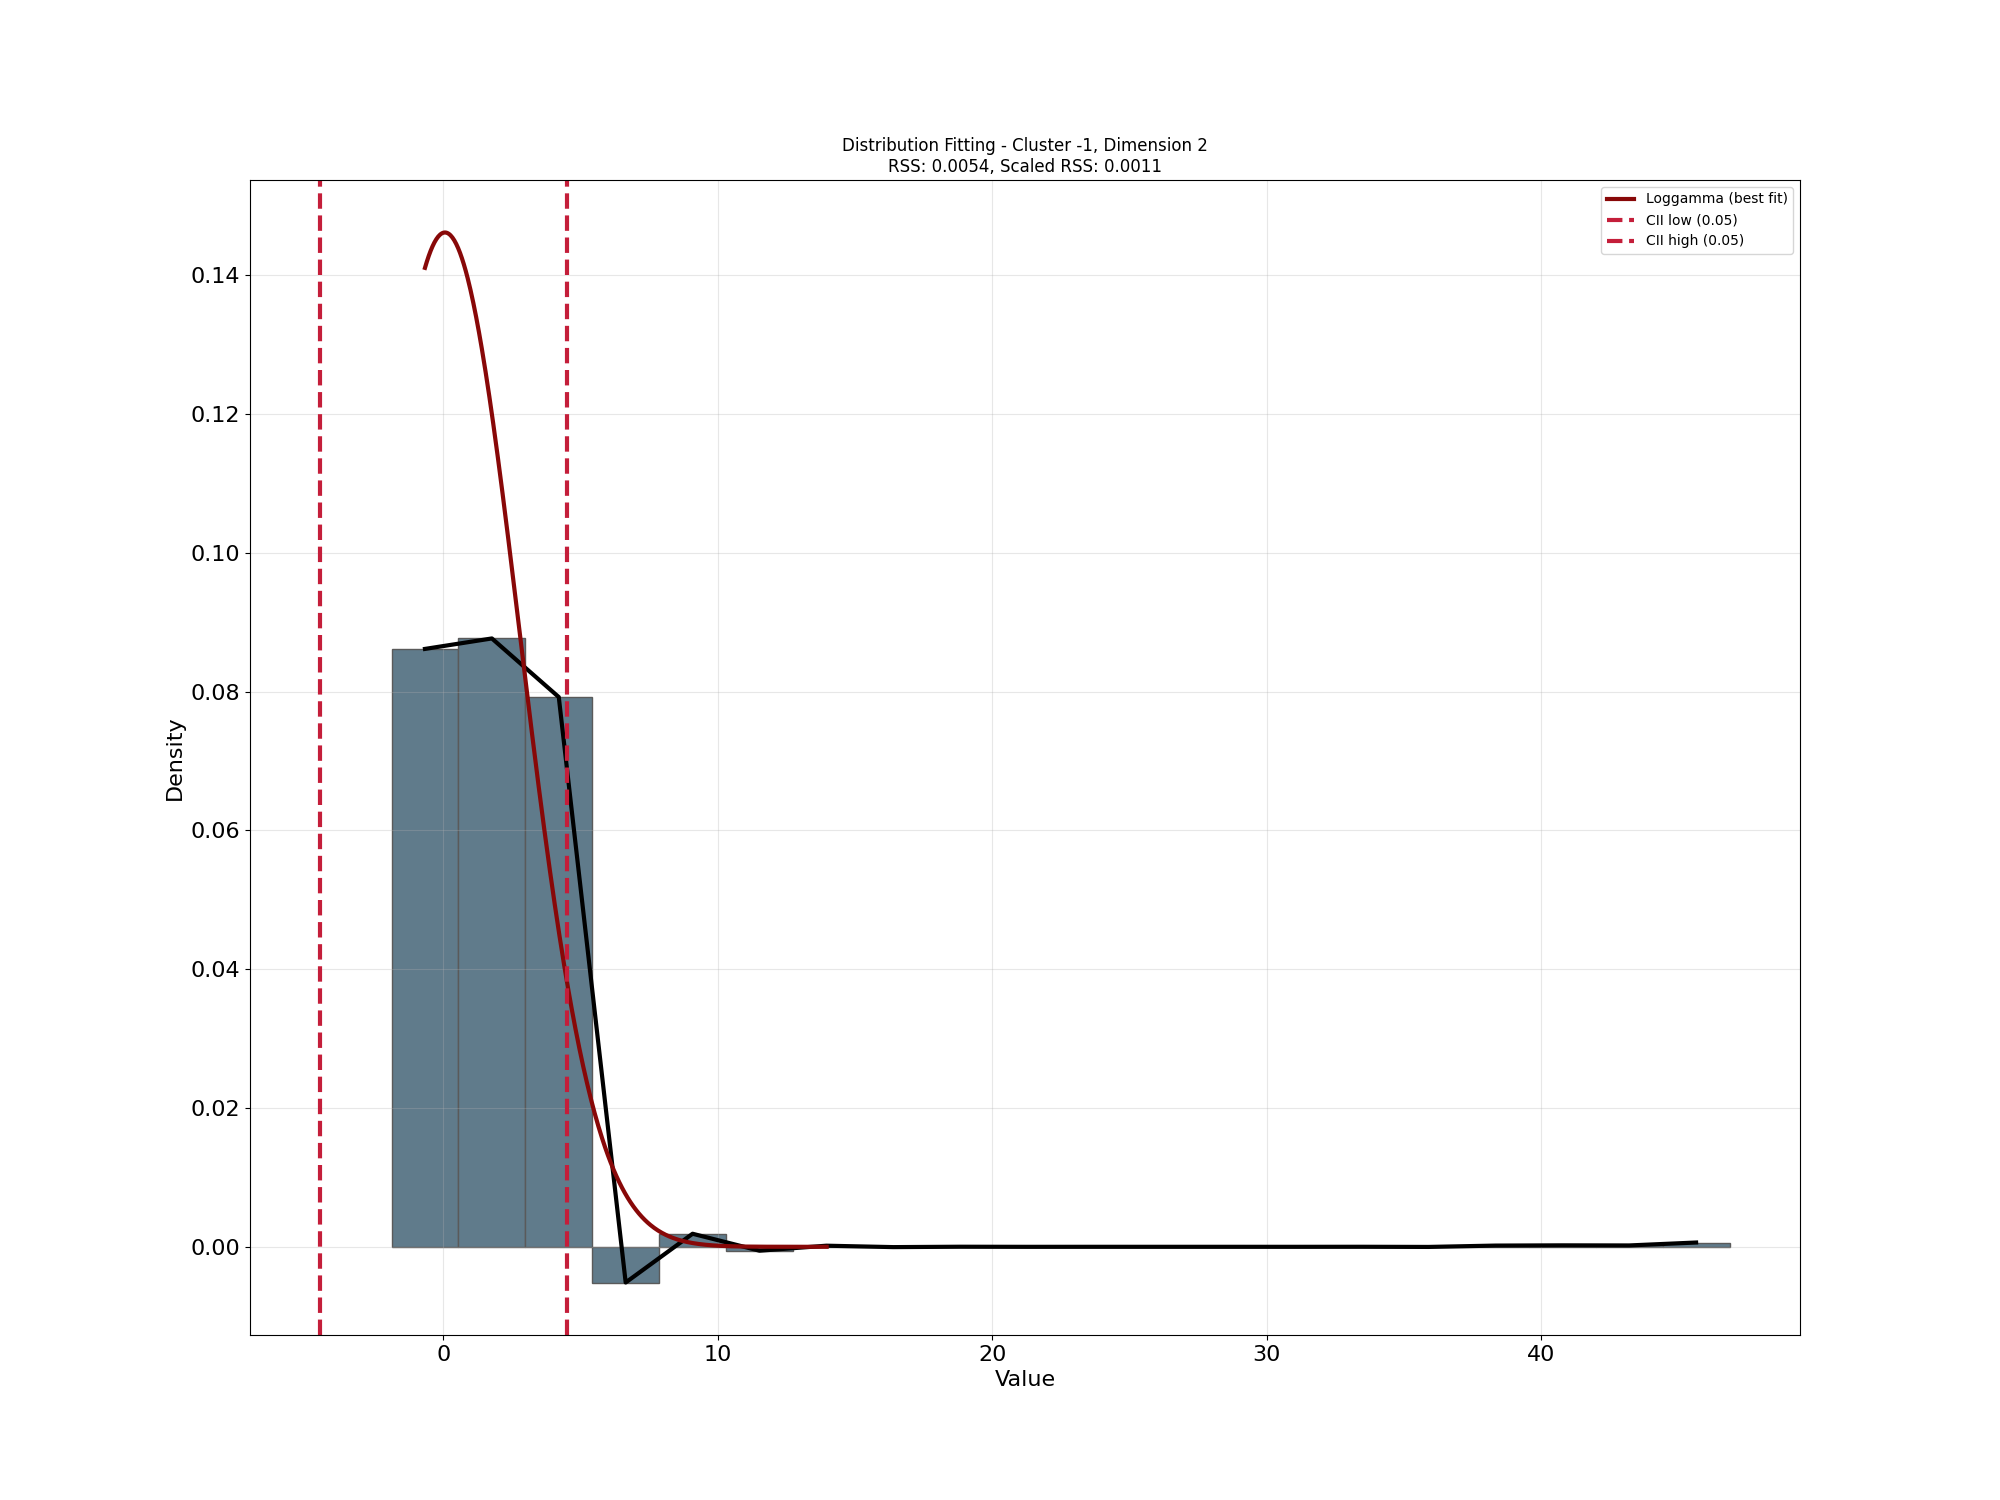 Distribution Fitting - Cluster -1, Dimension 2
RSS: 0.0054, Scaled RSS: 0.0011
Loggamma (best fit)
CII low (0.05)
CII high (0.05)
0.14
0.12
0.10
0.08
0.06
0.04
0.02
0.00
Density
0 10 20 30 40
Value